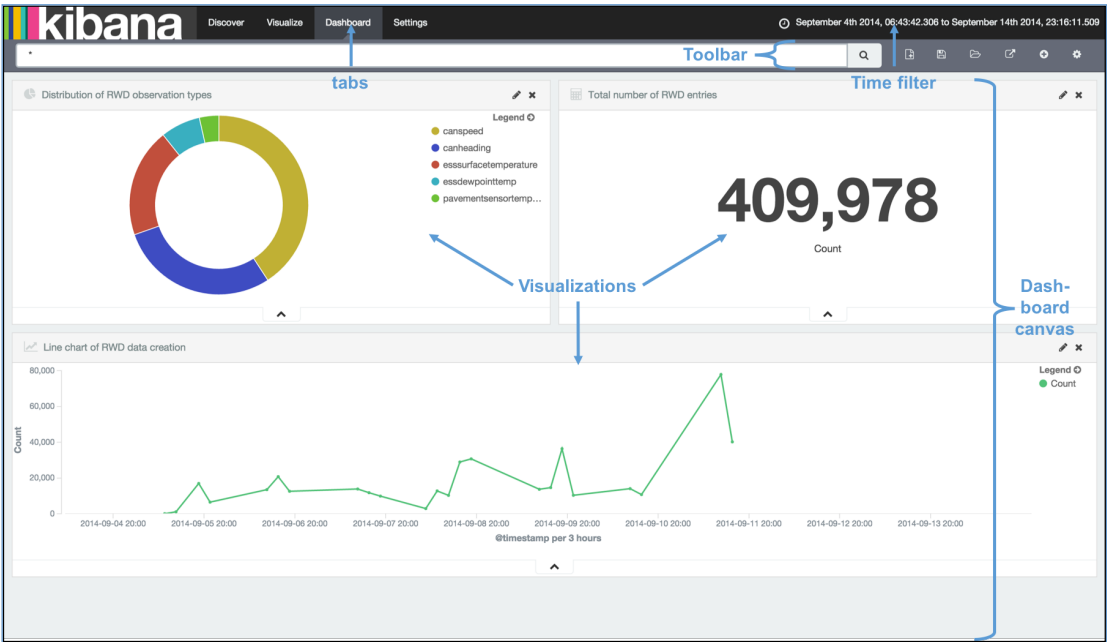 kibana
Discover Visualize Dashboard Settings
September 4th 2014, 06:43:42.306 to September 14th 2014, 23:16:11.509
*
Toolbar
tabs
Time filter
Distribution of RWD observation types
Legend
canspeed
canheading
esssurfacetemperature
essdewpointtemp
pavementsensortemp...
Total number of RWD entries
409,978
Count
Visualizations
Dash-
board
canvas
Line chart of RWD data creation
Legend
Count
80,000
60,000
40,000
20,000
0
Count
2014-09-04 20:00 2014-09-05 20:00 2014-09-06 20:00 2014-09-07 20:00 2014-09-08 20:00 2014-09-09 20:00 2014-09-10 20:00 2014-09-11 20:00 2014-09-12 20:00 2014-09-13 20:00
@timestamp per 3 hours